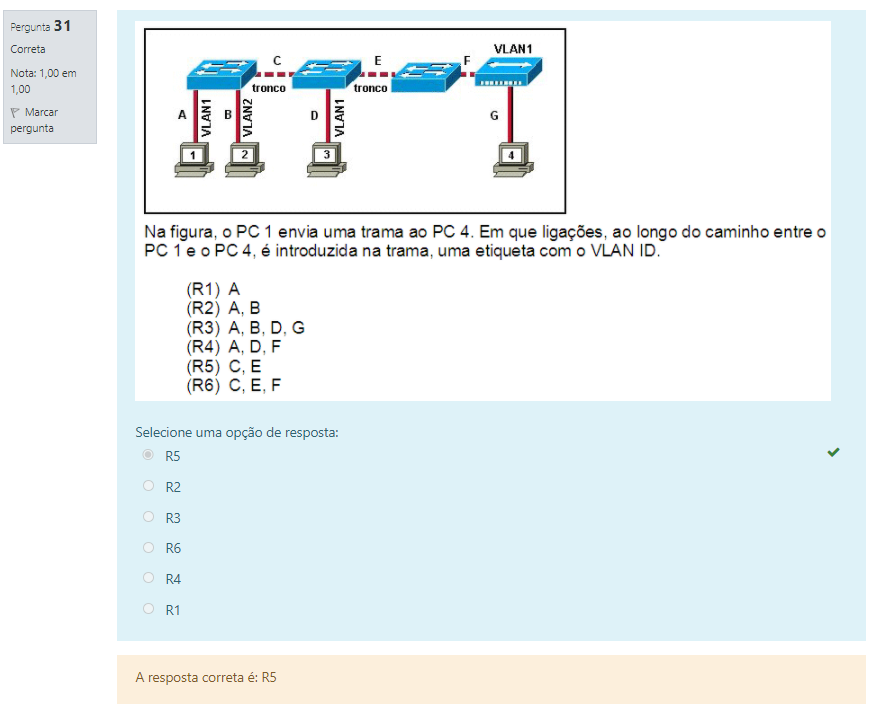 Pergunta 31
Correta
Nota: 1,00 em
1,00
Marcar
pergunta
VLAN1
C
E
F
tronco
tronco
A
VLAN1
B
VLAN2
D
VLAN1
G
1
2
3
4
Na figura, o PC 1 envia uma trama ao PC 4. Em que ligações, ao longo do caminho entre o
PC 1 e o PC 4, é introduzida na trama, uma etiqueta com o VLAN ID.
(R1) A
(R2) A, B
(R3) A, B, D, G
(R4) A, D, F
(R5) C, E
(R6) C, E, F
Selecione uma opção de resposta:
R5
R2
R3
R6
R4
R1
A resposta correta é: R5